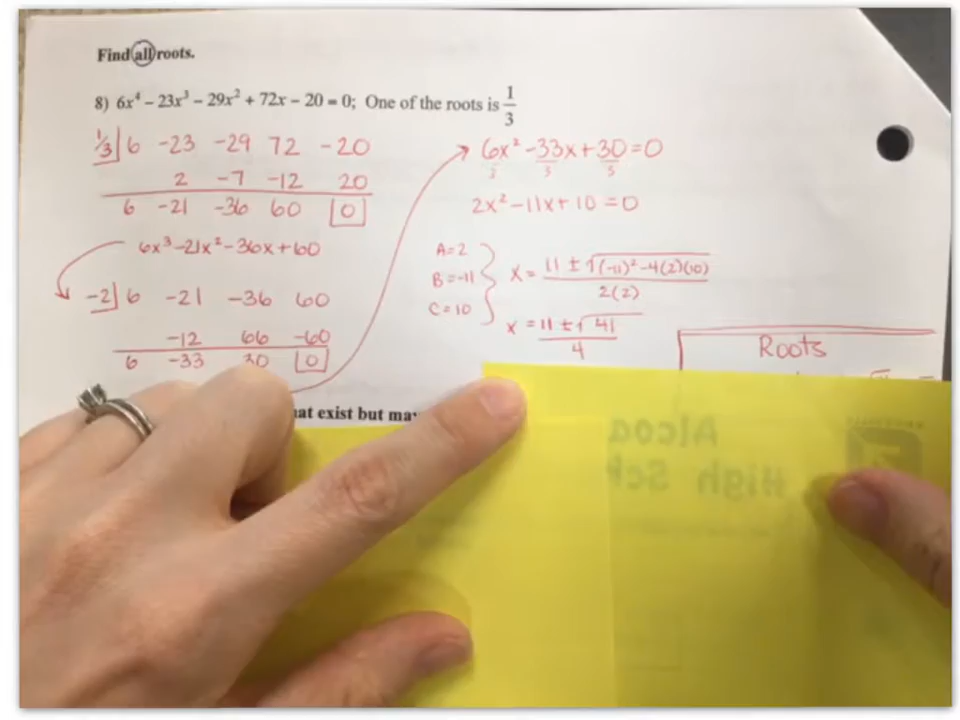 Find all roots.
8) 6x⁴ – 23x³ – 29x² + 72x – 20 = 0; One of the roots is 1/3
1/3 | 6 -23 -29 72 -20
2 -7 -12 20
6 -21 -36 60 0
6x³-21x²-36x+60
-2 | 6 -21 -36 60
-12 66 -60
6 -33 30 0
6x²-33x+30=0
3 3 3
2x²-11x+10=0
A=2
B=-11
C=10
x = 11 ± √(-11)²-4(2)(10) / 2(2)
x = 11 ± √41 / 4
Roots
hat exist but may
Alcoa
High Sch